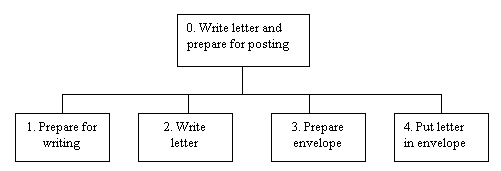 0. Write letter and
prepare for posting
1. Prepare for
writing
2. Write
letter
3. Prepare
envelope
4. Put letter
in envelope